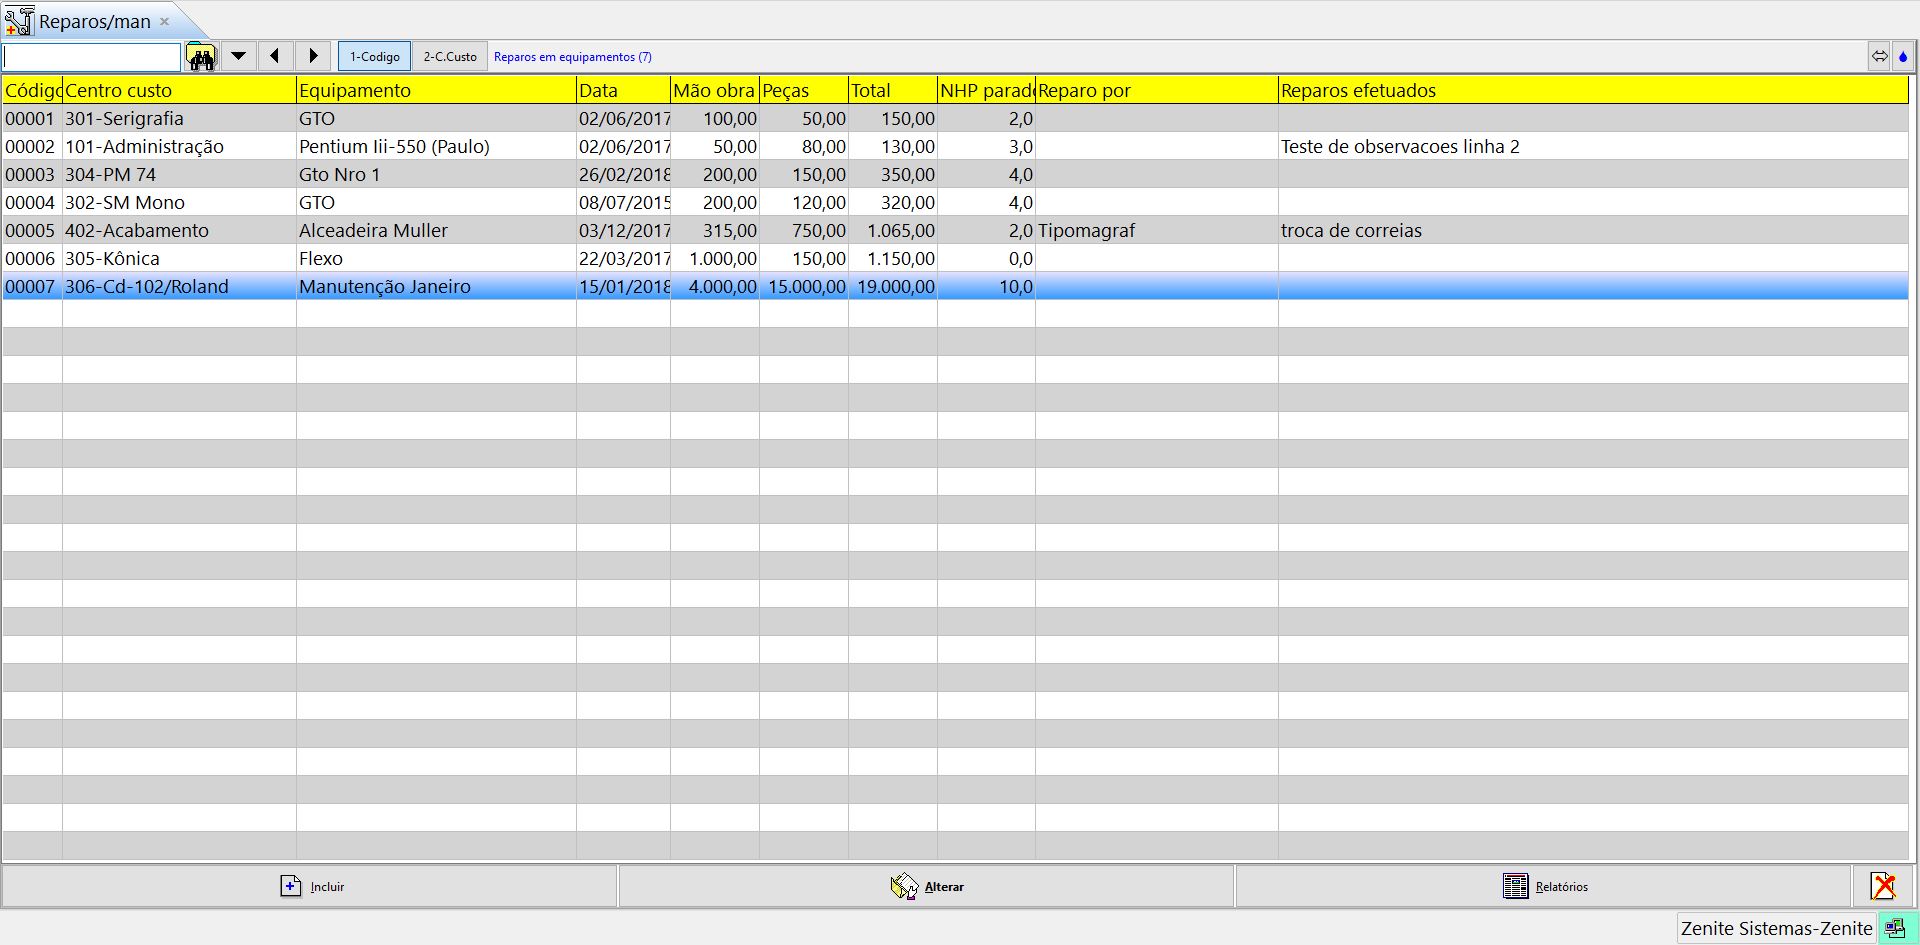 Reparos/man
1-Codigo 2-C.Custo Reparos em equipamentos (7)
Código Centro custo Equipamento Data Mão obra Peças Total NHP parado Reparo por Reparos efetuados
00001 301-Serigrafia GTO 02/06/2017 100,00 50,00 150,00 2,0
00002 101-Administração Pentium Iii-550 (Paulo) 02/06/2017 50,00 80,00 130,00 3,0 Teste de observacoes linha 2
00003 304-PM 74 Gto Nro 1 26/02/2018 200,00 150,00 350,00 4,0
00004 302-SM Mono GTO 08/07/2015 200,00 120,00 320,00 4,0
00005 402-Acabamento Alceadeira Muller 03/12/2017 315,00 750,00 1.065,00 2,0 Tipomagraf troca de correias
00006 305-Kônica Flexo 22/03/2017 1.000,00 150,00 1.150,00 0,0
00007 306-Cd-102/Roland Manutenção Janeiro 15/01/2018 4.000,00 15.000,00 19.000,00 10,0
Incluir Alterar Relatórios
Zenite Sistemas-Zenite